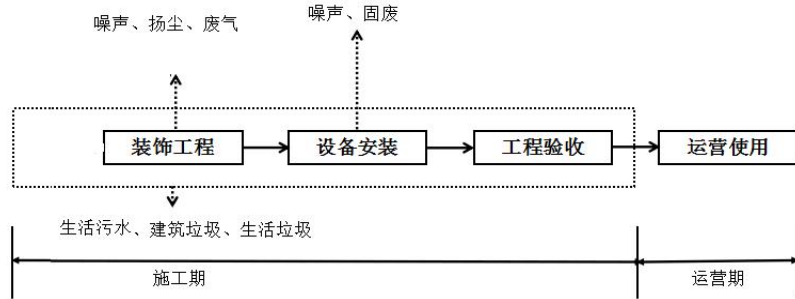 噪声、扬尘、废气
噪声、固废
装饰工程
设备安装
工程验收
运营使用
生活污水、建筑垃圾、生活垃圾
施工期
运营期